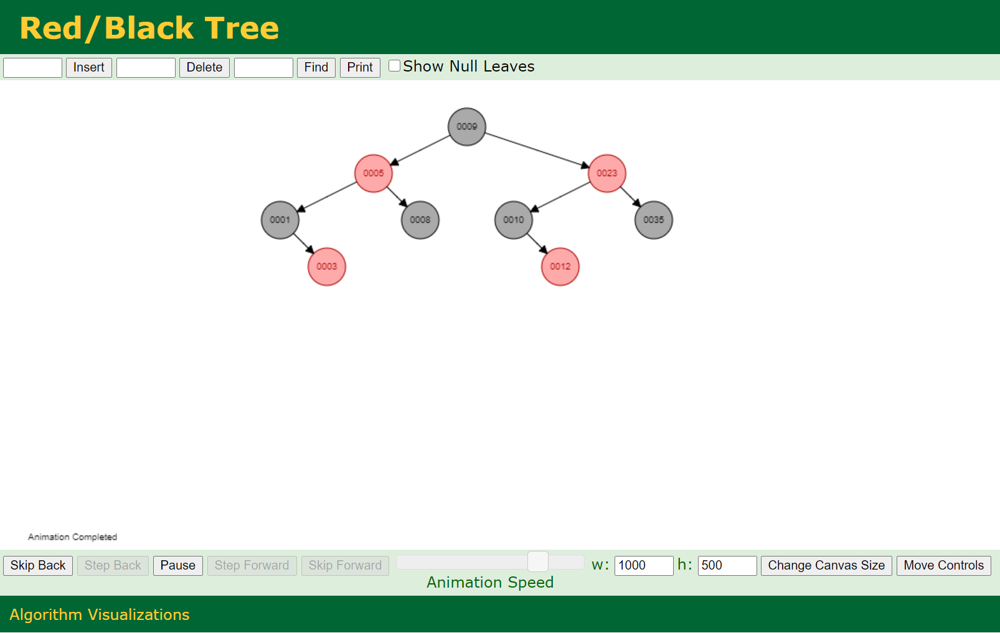 Red/Black Tree
Insert Delete Find Print Show Null Leaves
0009
0005 0023
0001 0008 0010 0035
0003 0012
Animation Completed
Skip Back Step Back Pause Step Forward Skip Forward w: 1000 h: 500 Change Canvas Size Move Controls
Animation Speed
Algorithm Visualizations